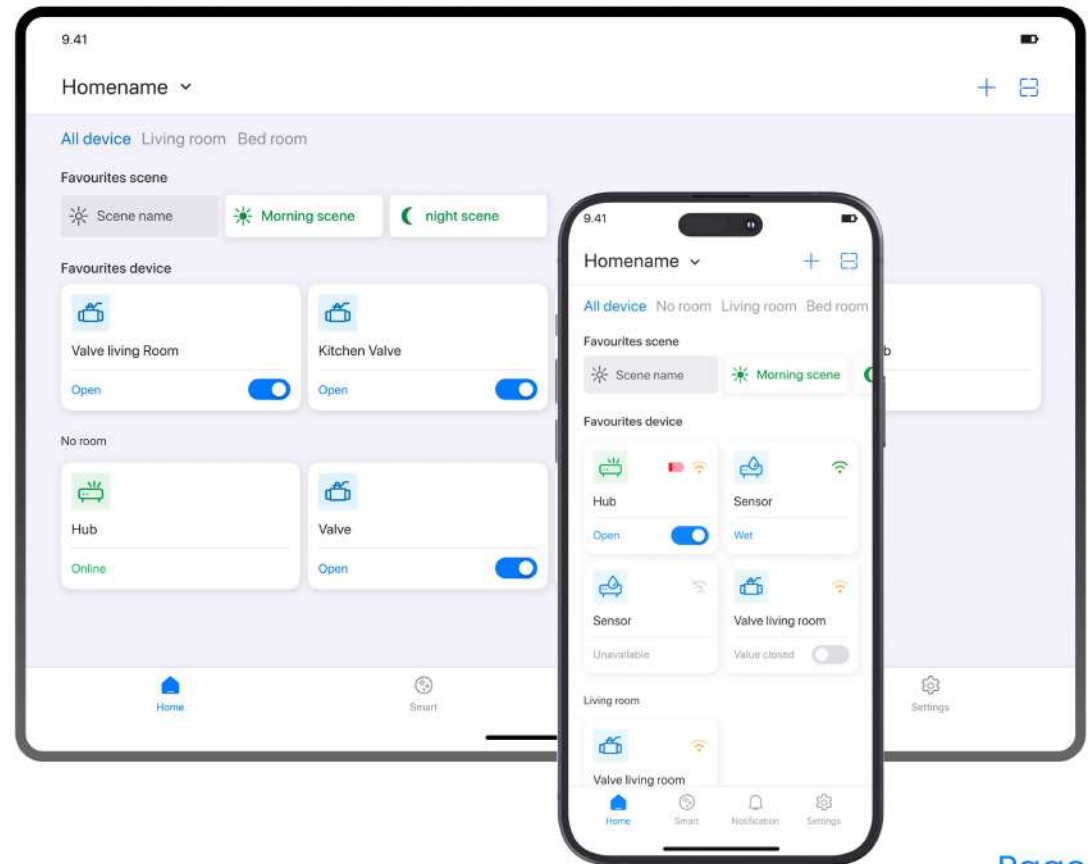 9.41
Homename
All device Living room Bed room
Favourites scene
Scene name Morning scene night scene
Favourites device
Valve living Room Kitchen Valve
Open Open
No room
Hub Valve
Online Open
Home Smart Settings
9.41
Homename
All device No room Living room Bed room
Favourites scene
Scene name Morning scene
Favourites device
Hub Sensor
Open Wet
Sensor Valve living room
Unavailable Value closed
Living room
Valve living room
Home Smart Notification Settings